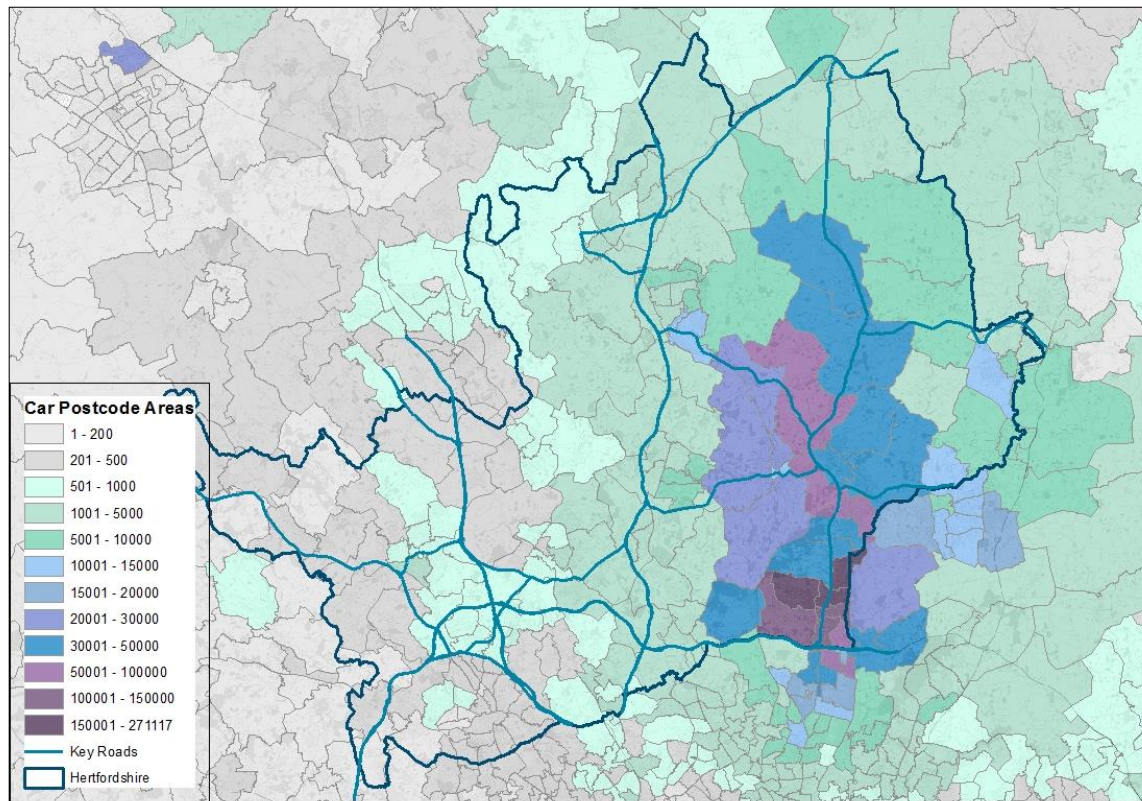 Car Postcode Areas
1 - 200
201 - 500
501 - 1000
1001 - 5000
5001 - 10000
10001 - 15000
15001 - 20000
20001 - 30000
30001 - 50000
50001 - 100000
100001 - 150000
150001 - 271117
Key Roads
Hertfordshire